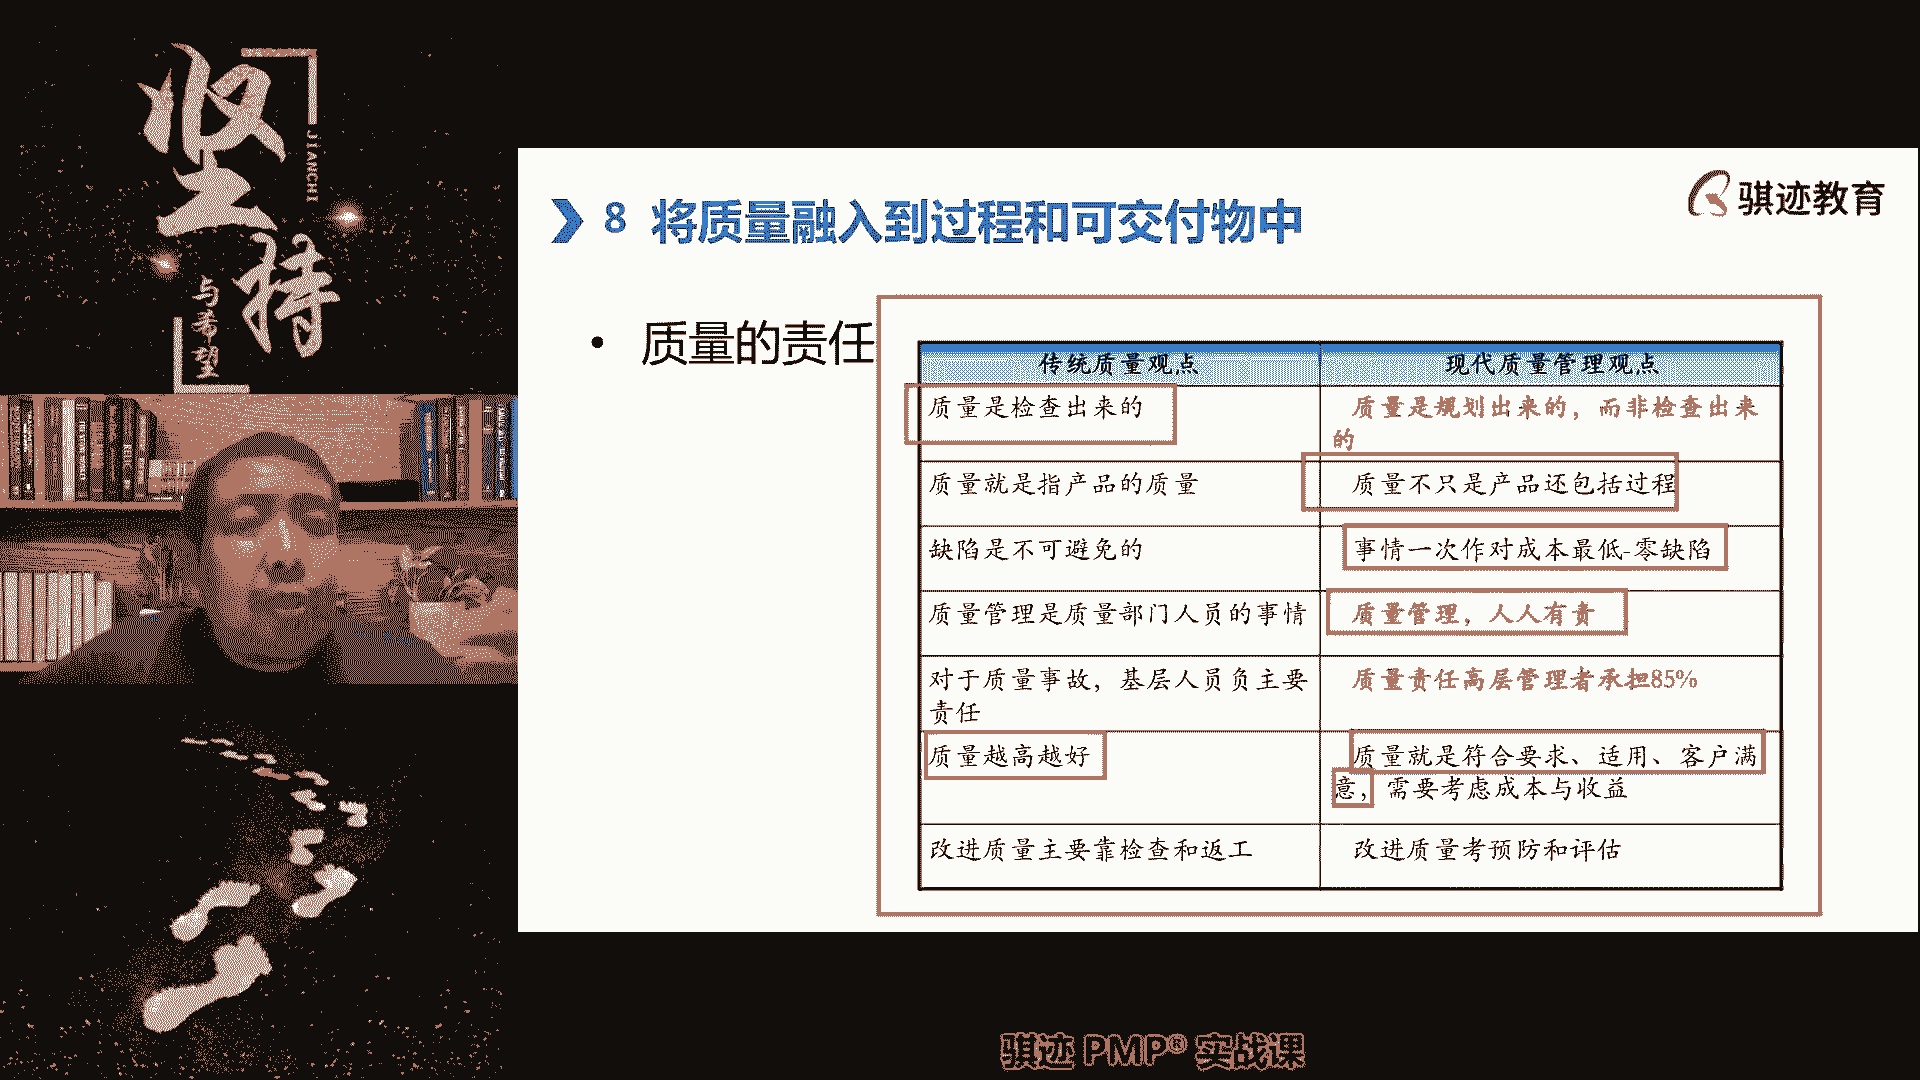 坚持
JIANCHI
与希望
骐迹教育
8 将质量融入到过程和可交付物中
• 质量的责任
传统质量观点 现代质量管理观点
质量是检查出来的 质量是规划出来的，而非检查出来
的
质量就是指产品的质量 质量不只是产品还包括过程
缺陷是不可避免的 事情一次作对成本最低-零缺陷
质量管理是质量部门人员的事情 质量管理，人人有责
对于质量事故，基层人员负主要 质量责任高层管理者承担85%
责任
质量越高越好 质量就是符合要求、适用、客户满
意，需要考虑成本与收益
改进质量主要靠检查和返工 改进质量考预防和评估
骐迹 PMP® 实战课